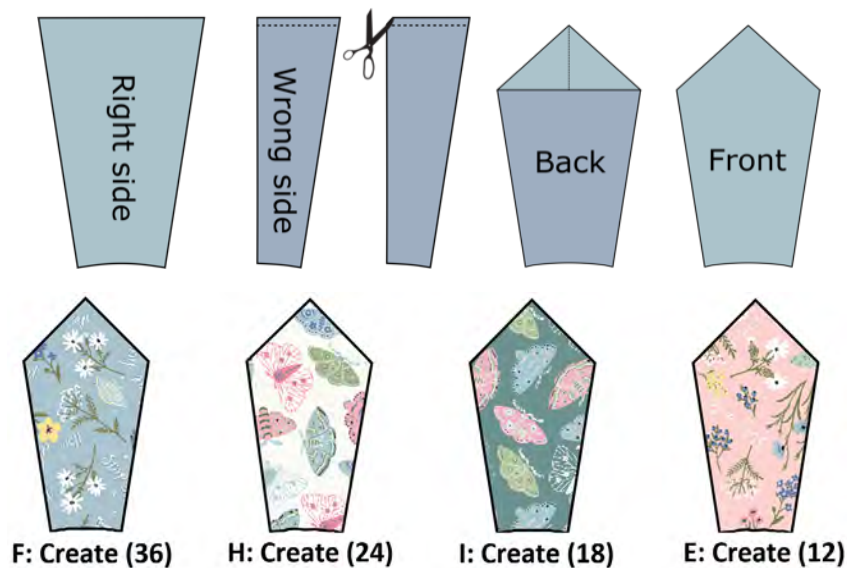 Right side
Wrong side
Back
Front
F: Create (36)
H: Create (24)
I: Create (18)
E: Create (12)